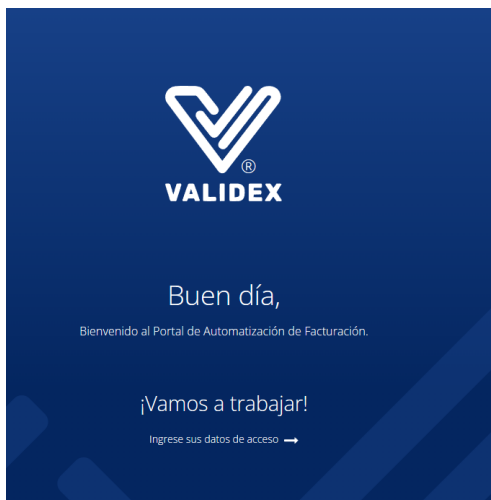 ®
VALIDEX
Buen día,
Bienvenido al Portal de Automatización de Facturación.
¡Vamos a trabajar!
Ingrese sus datos de acceso →